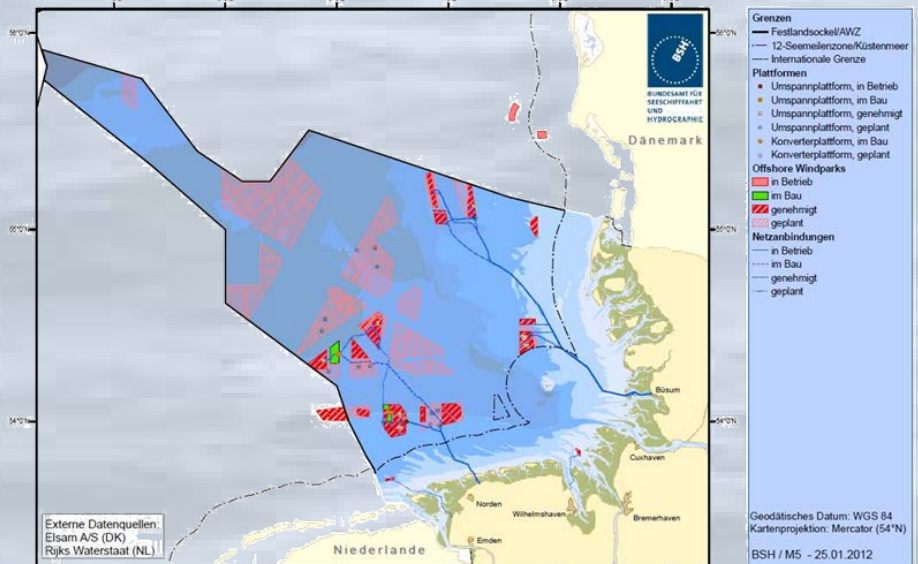 56°0'N
55°0'N
54°0'N
BSH
BUNDESAMT FÜR
SEESCHIFFFAHRT
UND
HYDROGRAPHIE
Dänemark
Büsum
Cuxhaven
Norden
Wilhelmshaven
Bremerhaven
Emden
Niederlande
Externe Datenquellen:
Elsam A/S (DK)
Rijks Waterstaat (NL)
Grenzen
Festlandsockel/AWZ
12-Seemeilenzone/Küstenmeer
Internationale Grenze
Plattformen
Umspannplattform, in Betrieb
Umspannplattform, im Bau
Umspannplattform, genehmigt
Umspannplattform, geplant
Konverterplattform, im Bau
Konverterplattform, geplant
Offshore Windparks
in Betrieb
im Bau
genehmigt
geplant
Netzanbindungen
in Betrieb
im Bau
genehmigt
geplant
Geodätisches Datum: WGS 84
Kartenprojektion: Mercator (54°N)
BSH / M5 - 25.01.2012